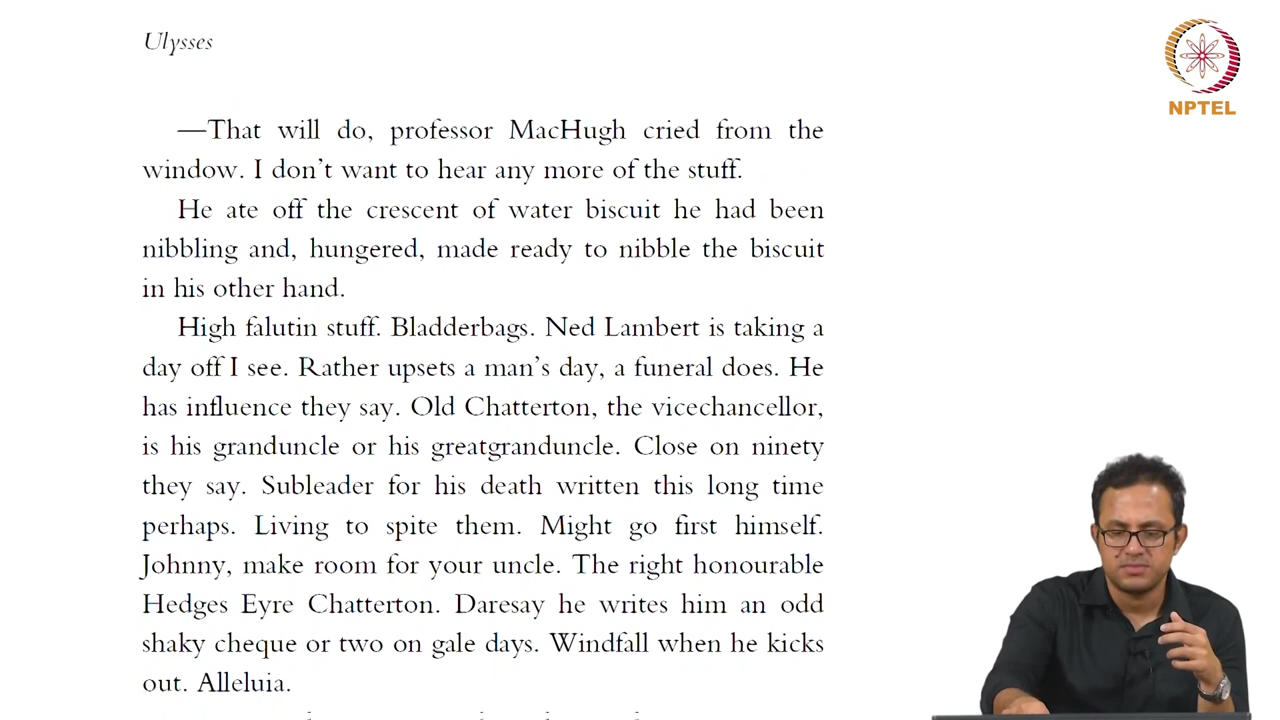 Ulysses
NPTEL
—That will do, professor MacHugh cried from the
window. I don’t want to hear any more of the stuff.
He ate off the crescent of water biscuit he had been
nibbling and, hungered, made ready to nibble the biscuit
in his other hand.
High falutin stuff. Bladderbags. Ned Lambert is taking a
day off I see. Rather upsets a man’s day, a funeral does. He
has influence they say. Old Chatterton, the vicechancellor,
is his granduncle or his greatgranduncle. Close on ninety
they say. Subleader for his death written this long time
perhaps. Living to spite them. Might go first himself.
Johnny, make room for your uncle. The right honourable
Hedges Eyre Chatterton. Daresay he writes him an odd
shaky cheque or two on gale days. Windfall when he kicks
out. Alleluia.